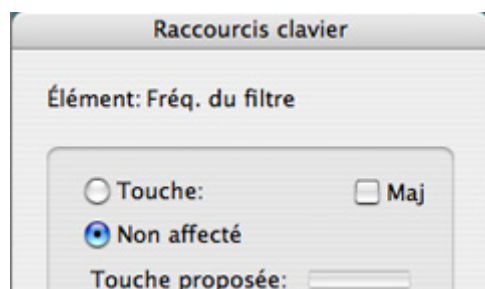 Raccourcis clavier
Élément: Fréq. du filtre
Touche: Maj
Non affecté
Touche proposée: